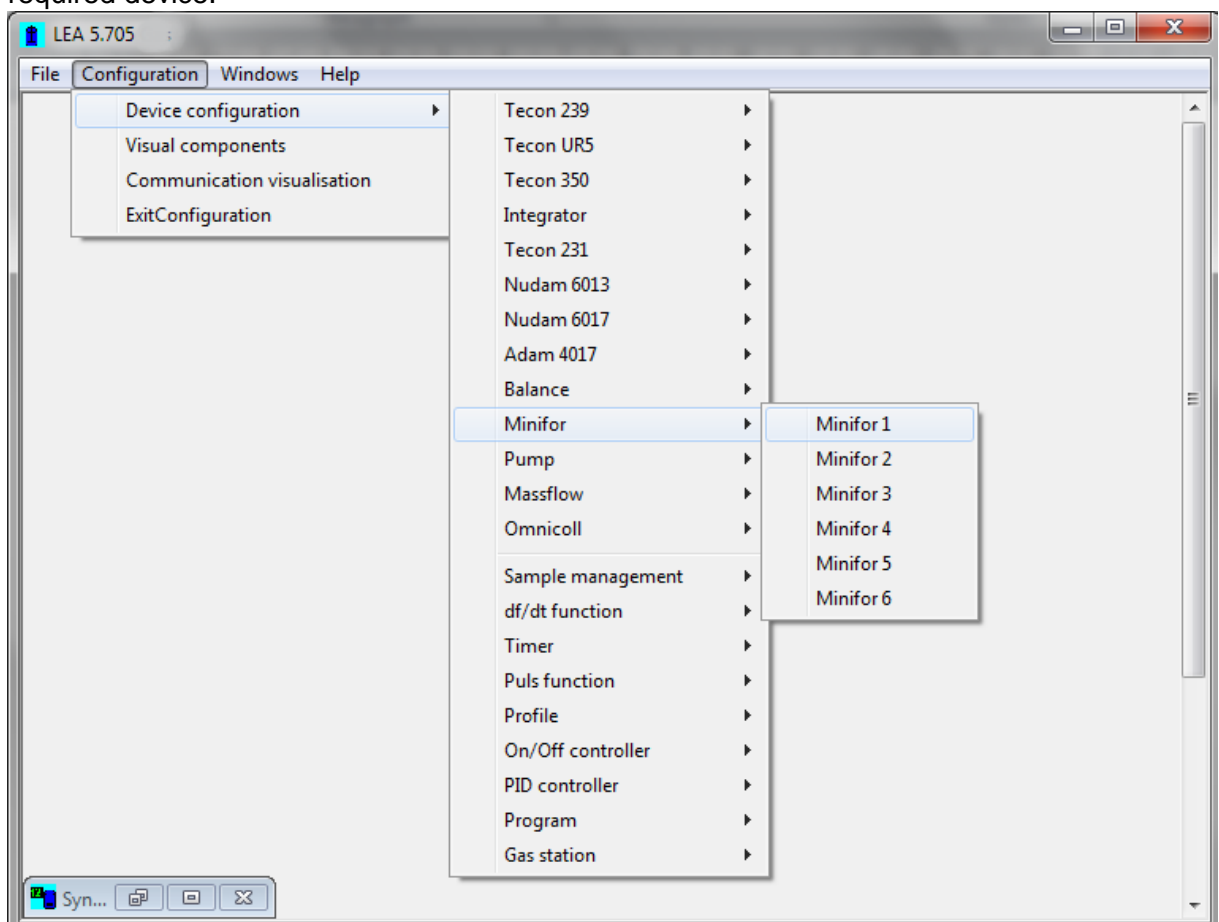 required device.
LEA 5.705
File Configuration Windows Help
Device configuration
Visual components
Communication visualisation
ExitConfiguration
Tecon 239
Tecon UR5
Tecon 350
Integrator
Tecon 231
Nudam 6013
Nudam 6017
Adam 4017
Balance
Minifor
Pump
Massflow
Omnicoll
Sample management
df/dt function
Timer
Puls function
Profile
On/Off controller
PID controller
Program
Gas station
Minifor 1
Minifor 2
Minifor 3
Minifor 4
Minifor 5
Minifor 6
Syn...